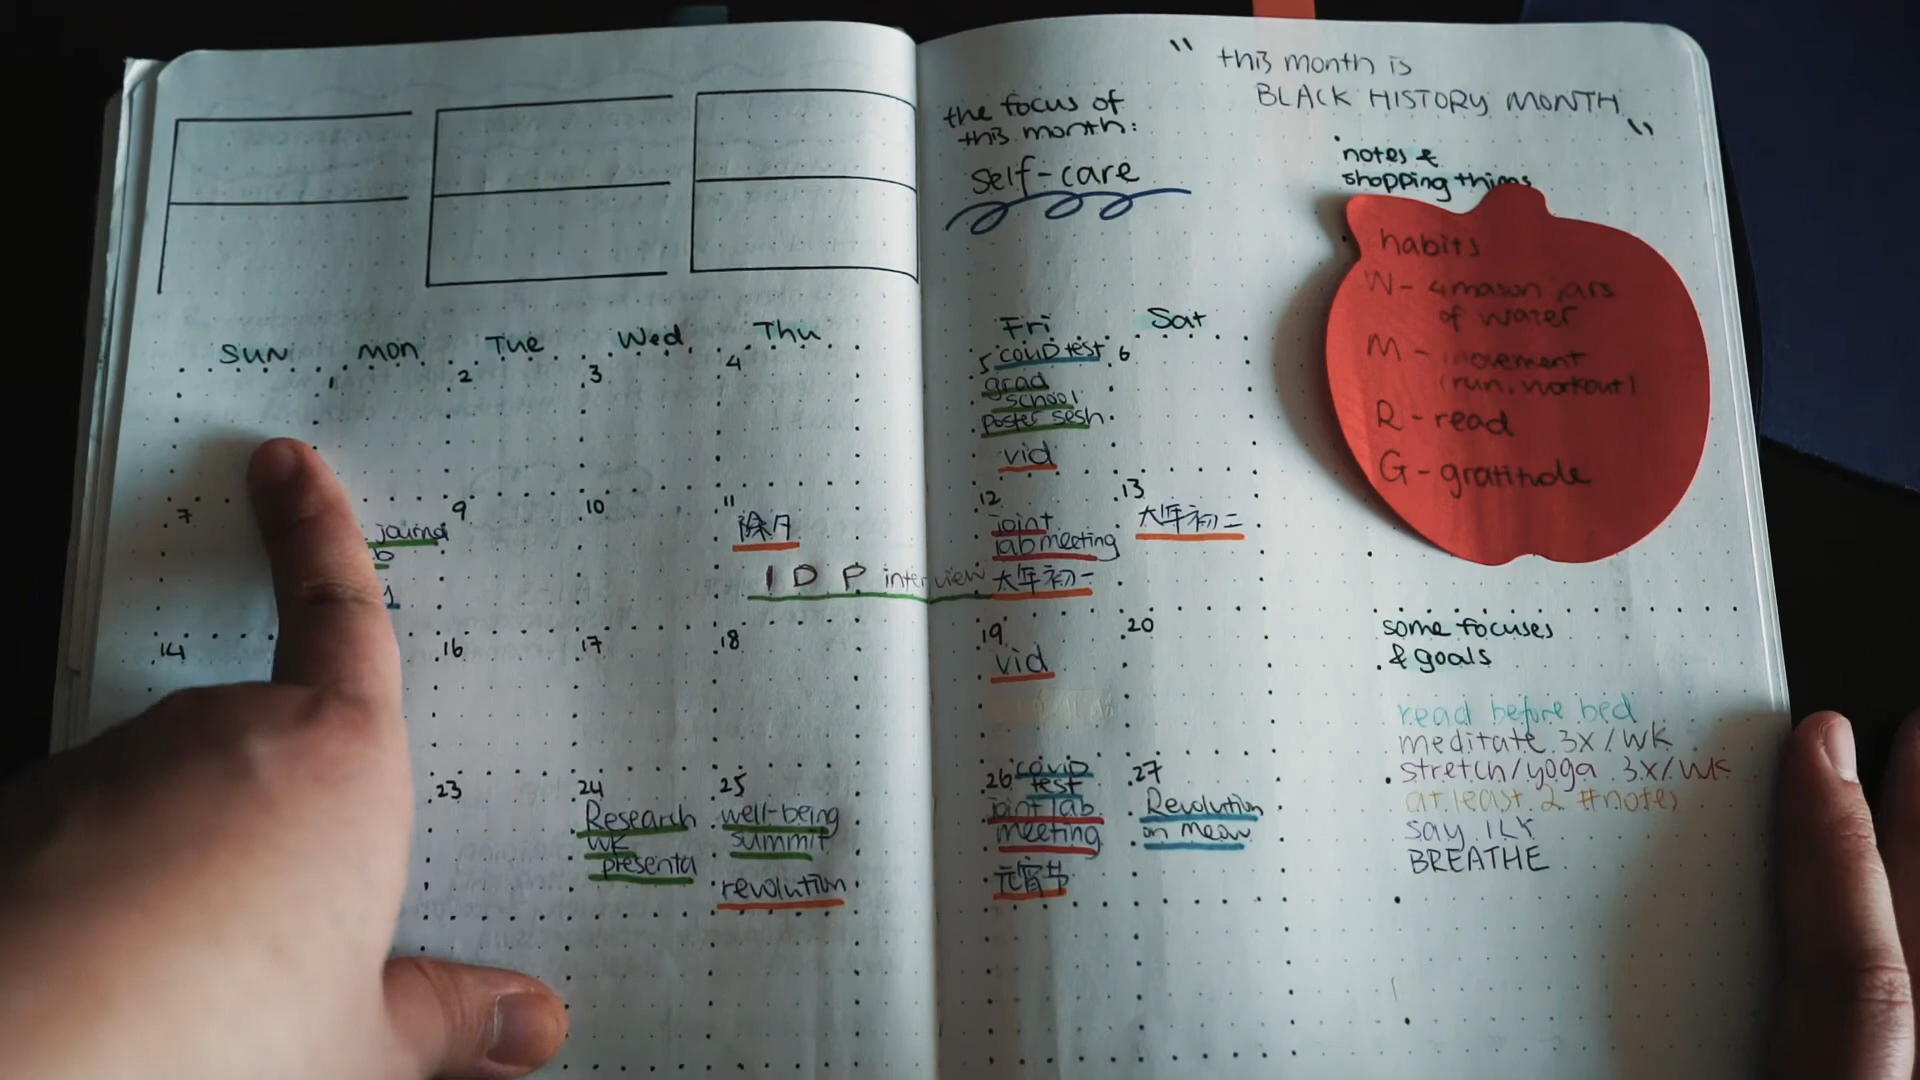 " this month is
BLACK HISTORY MONTH "
the focus of
this month:
self-care
notes &
shopping things
habits
W - 4 mason jars
of water
M - movement
(run, workout)
R - read
G - gratitude
SUN mon Tue Wed Thu Fri Sat
1 2 3 4 5 covid test 6
grad
school
poster sesh
vid
7 9 10 11 12 13
journal
除夕
joint
lab meeting
大年初二
I D P interview
大年初一
14 16 17 18 19 20
vid
some focuses
& goals
read before bed
meditate 3x/wk
stretch/yoga 3x/wk
at least 2 #notes
say ILY
BREATHE
23 24 25 26 27
Research
wk
presenta
well-being
summit
revolution
covid
test
joint lab
meeting
元宵节
Revolution